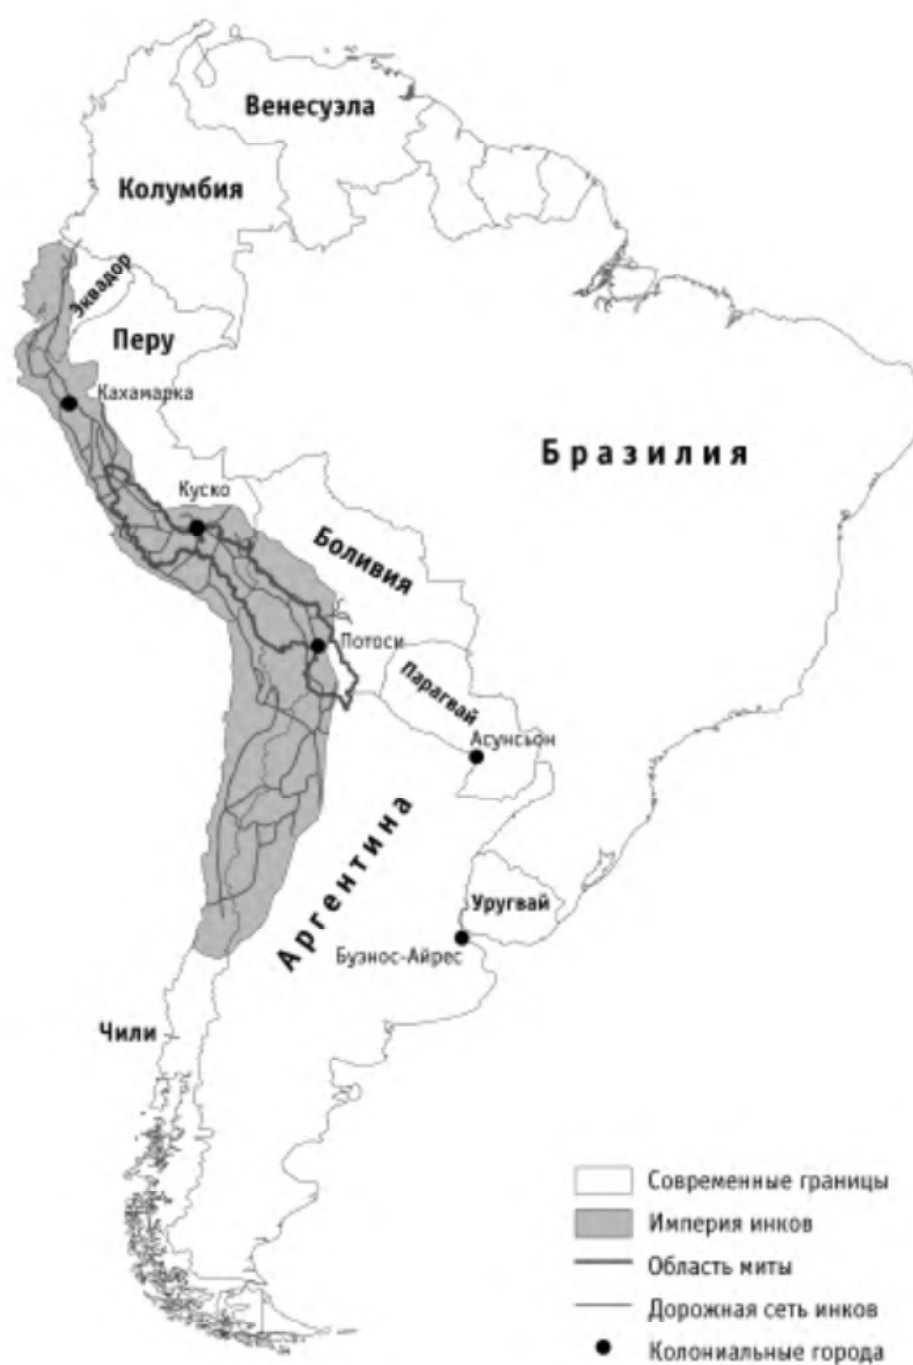 Венесуэла
Колумбия
Эквадор
Перу
Кахамарка
Бразилия
Куско
Боливия
Потоси
Парагвай
Асунсьон
Аргентина
Уругвай
Буэнос-Айрес
Чили
Современные границы
Империя инков
Область миты
Дорожная сеть инков
Колониальные города